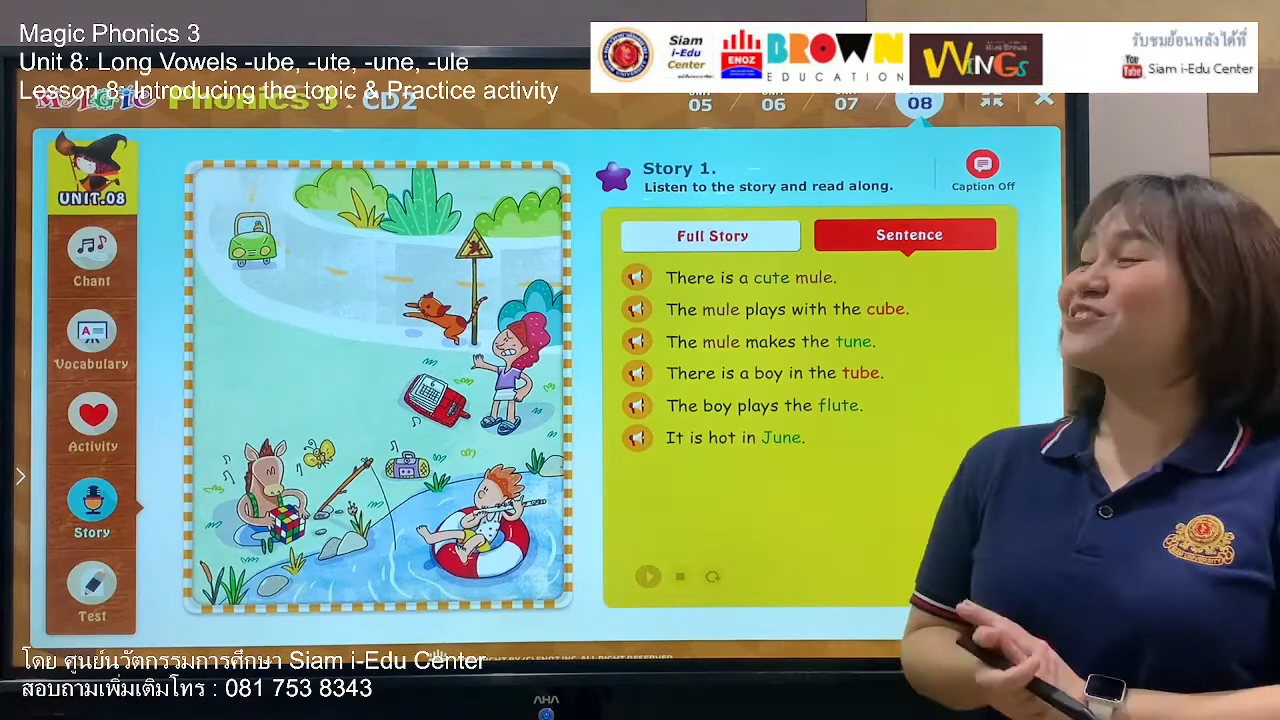 Magic Phonics 3
Unit 8: Long Vowels -ube, -ute, -une, -ule
Lesson 8: Introducing the topic & Practice activity
Siam
i-Edu
Center
ENOZ
BROWN
EDUCATION
WINGS
รับชมย้อนหลังได้ที่
You
Tube
Siam i-Edu Center
Phonics 3 CD2
05 / 06 / 07 / 08
UNIT.08
Chant
Vocabulary
Activity
Story
Test
Story 1.
Listen to the story and read along.
Caption Off
Full Story
Sentence
There is a cute mule.
The mule plays with the cube.
The mule makes the tune.
There is a boy in the tube.
The boy plays the flute.
It is hot in June.
โดย ศูนย์นวัตกรรมการศึกษา Siam i-Edu Center
สอบถามเพิ่มเติมโทร : 081 753 8343
AHA